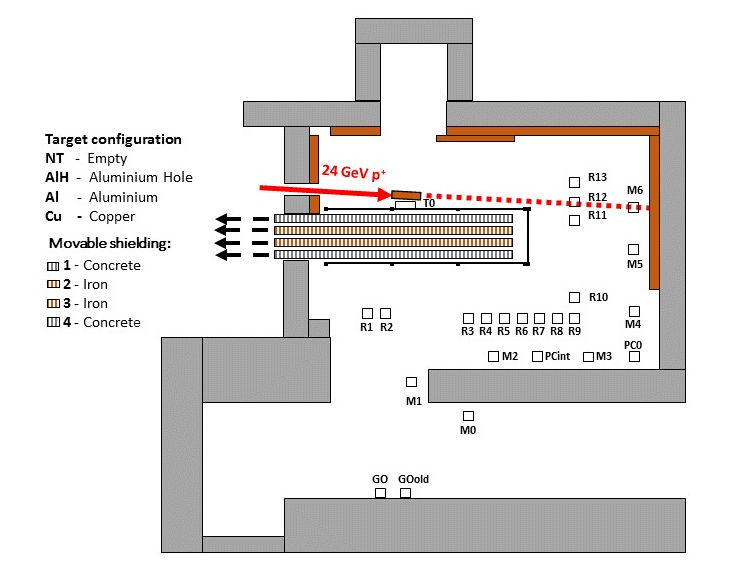 Target configuration
NT - Empty
AlH - Aluminium Hole
Al - Aluminium
Cu - Copper
Movable shielding:
1 - Concrete
2 - Iron
3 - Iron
4 - Concrete
24 GeV p+
T0
R13
R12
R11
M6
M5
R10
M4
R1 R2
R3 R4 R5 R6 R7 R8 R9
PC0
M2 PCint M3
M1
M0
GO GOold